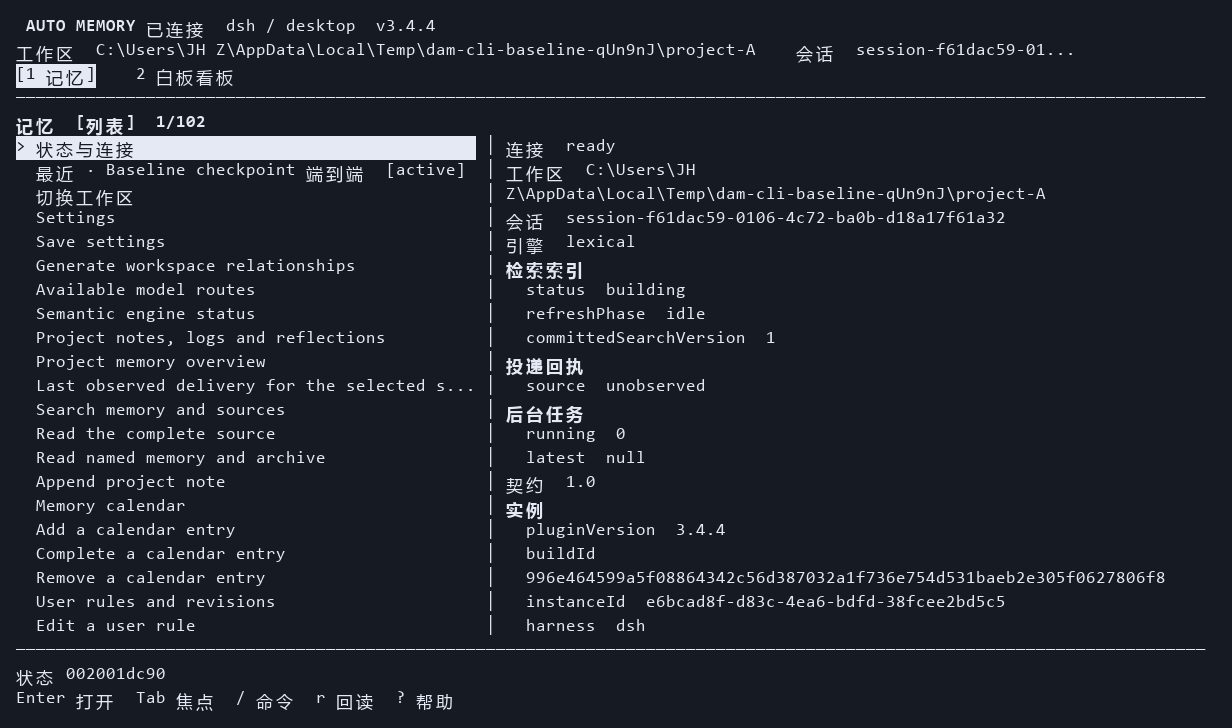 AUTO MEMORY 已连接  dsh / desktop  v3.4.4
工作区  C:\Users\JH Z\AppData\Local\Temp\dam-cli-baseline-qUn9nJ\project-A    会话  session-f61dac59-01...
[1 记忆]    2 白板看板
记忆  [列表]  1/102
> 状态与连接
最近 · Baseline checkpoint 端到端  [active]
切换工作区
Settings
Save settings
Generate workspace relationships
Available model routes
Semantic engine status
Project notes, logs and reflections
Project memory overview
Last observed delivery for the selected s...
Search memory and sources
Read the complete source
Read named memory and archive
Append project note
Memory calendar
Add a calendar entry
Complete a calendar entry
Remove a calendar entry
User rules and revisions
Edit a user rule
连接  ready
工作区  C:\Users\JH
Z\AppData\Local\Temp\dam-cli-baseline-qUn9nJ\project-A
会话  session-f61dac59-0106-4c72-ba0b-d18a17f61a32
引擎  lexical
检索索引
status  building
refreshPhase  idle
committedSearchVersion  1
投递回执
source  unobserved
后台任务
running  0
latest  null
契约  1.0
实例
pluginVersion  3.4.4
buildId
996e464599a5f08864342c56d387032a1f736e754d531baeb2e305f0627806f8
instanceId  e6bcad8f-d83c-4ea6-bdfd-38fcee2bd5c5
harness  dsh
状态 002001dc90
Enter 打开  Tab 焦点  / 命令  r 回读  ? 帮助